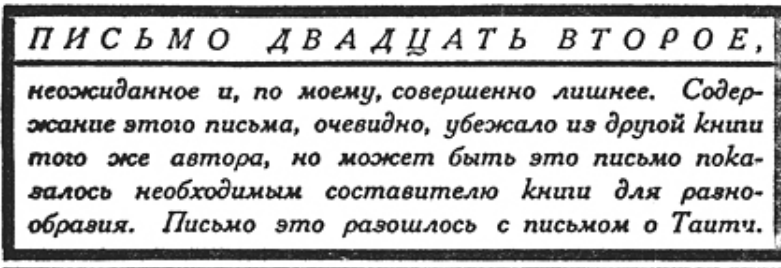 ПИСЬМО ДВАДЦАТЬ ВТОРОЕ,
неожиданное и, по моему, совершенно лишнее. Содер-
жание этого письма, очевидно, убежало из другой книги
того же автора, но может быть это письмо пока-
залось необходимым составителю книги для разно-
образия. Письмо это разошлось с письмом о Таити.